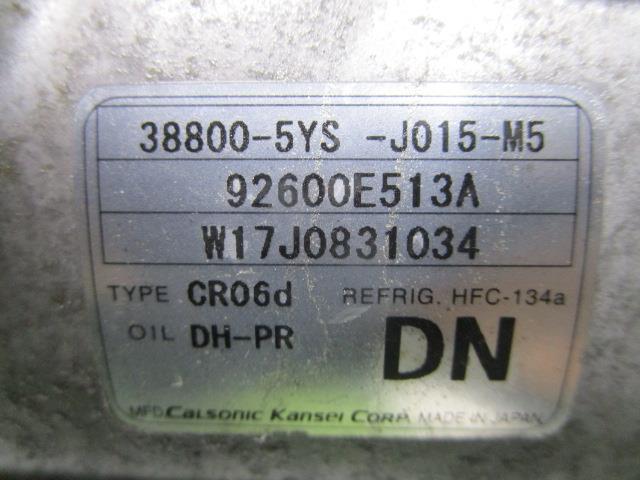 38800-5YS -J015-M5
92600E513A
W17J0831034
TYPE CR06d REFRIG. HFC-134a
OIL DH-PR DN
MFD Calsonic Kansei Corp. MADE IN JAPAN